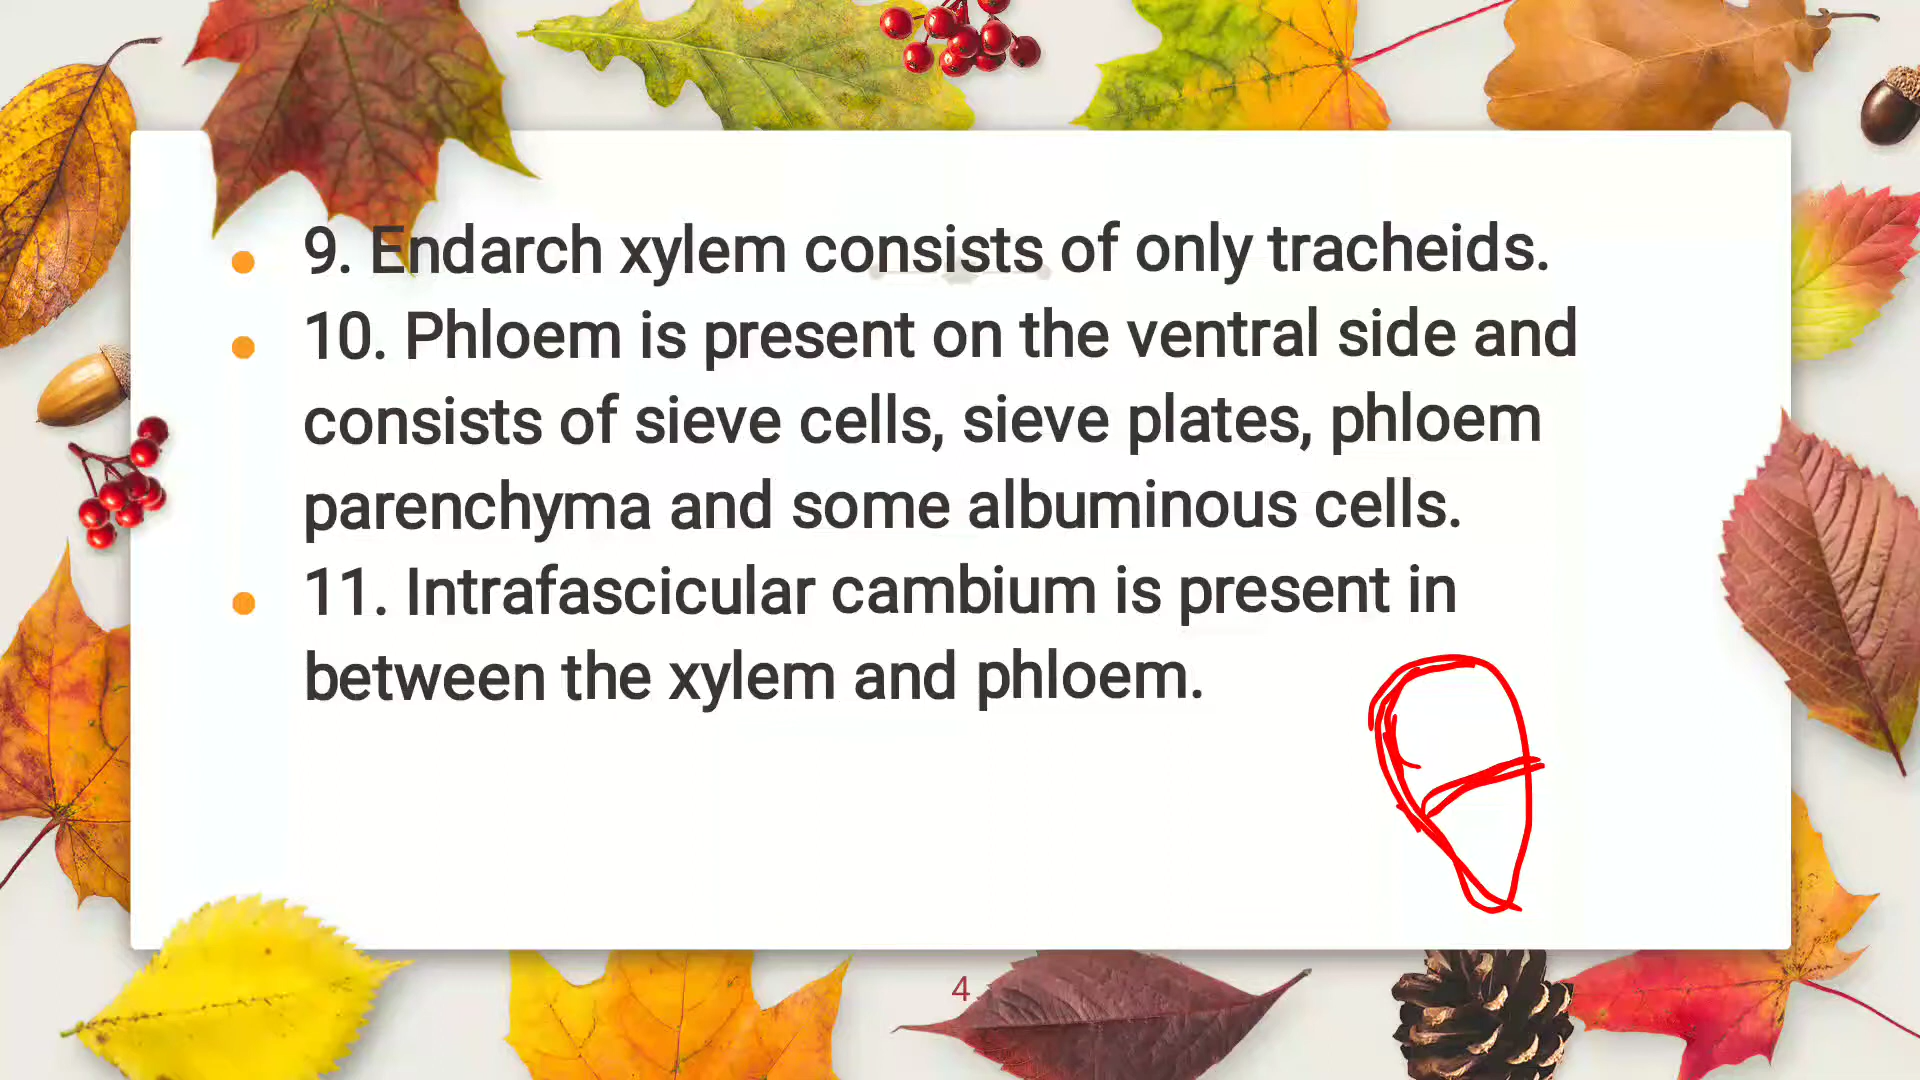 9. Endarch xylem consists of only tracheids.
10. Phloem is present on the ventral side and
consists of sieve cells, sieve plates, phloem
parenchyma and some albuminous cells.
11. Intrafascicular cambium is present in
between the xylem and phloem.
4